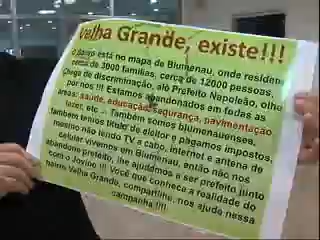 Velha Grande, existe!!!
O bairro está no mapa de Blumenau, onde residem
cerca de 3000 famílias, cerca de 12000 pessoas.
Chega de discriminação, alô Prefeito Napoleão, olhe
por nós !!! Estamos abandonados em todas as
áreas: saúde, educação, segurança, pavimentação
lazer, etc .. Também somos blumenauenses,
também temos título de eleitor e pagamos impostos,
mesmo não tendo TV a cabo, internet e antena de
celular vivemos em Blumenau, então não nos
abandone prefeito, lhe ajudamos a ser prefeito junto
com o Jovino !!! Você que conhece a realidade do
bairro Velha Grande, compartilhe, nos ajude nessa
campanha !!!!